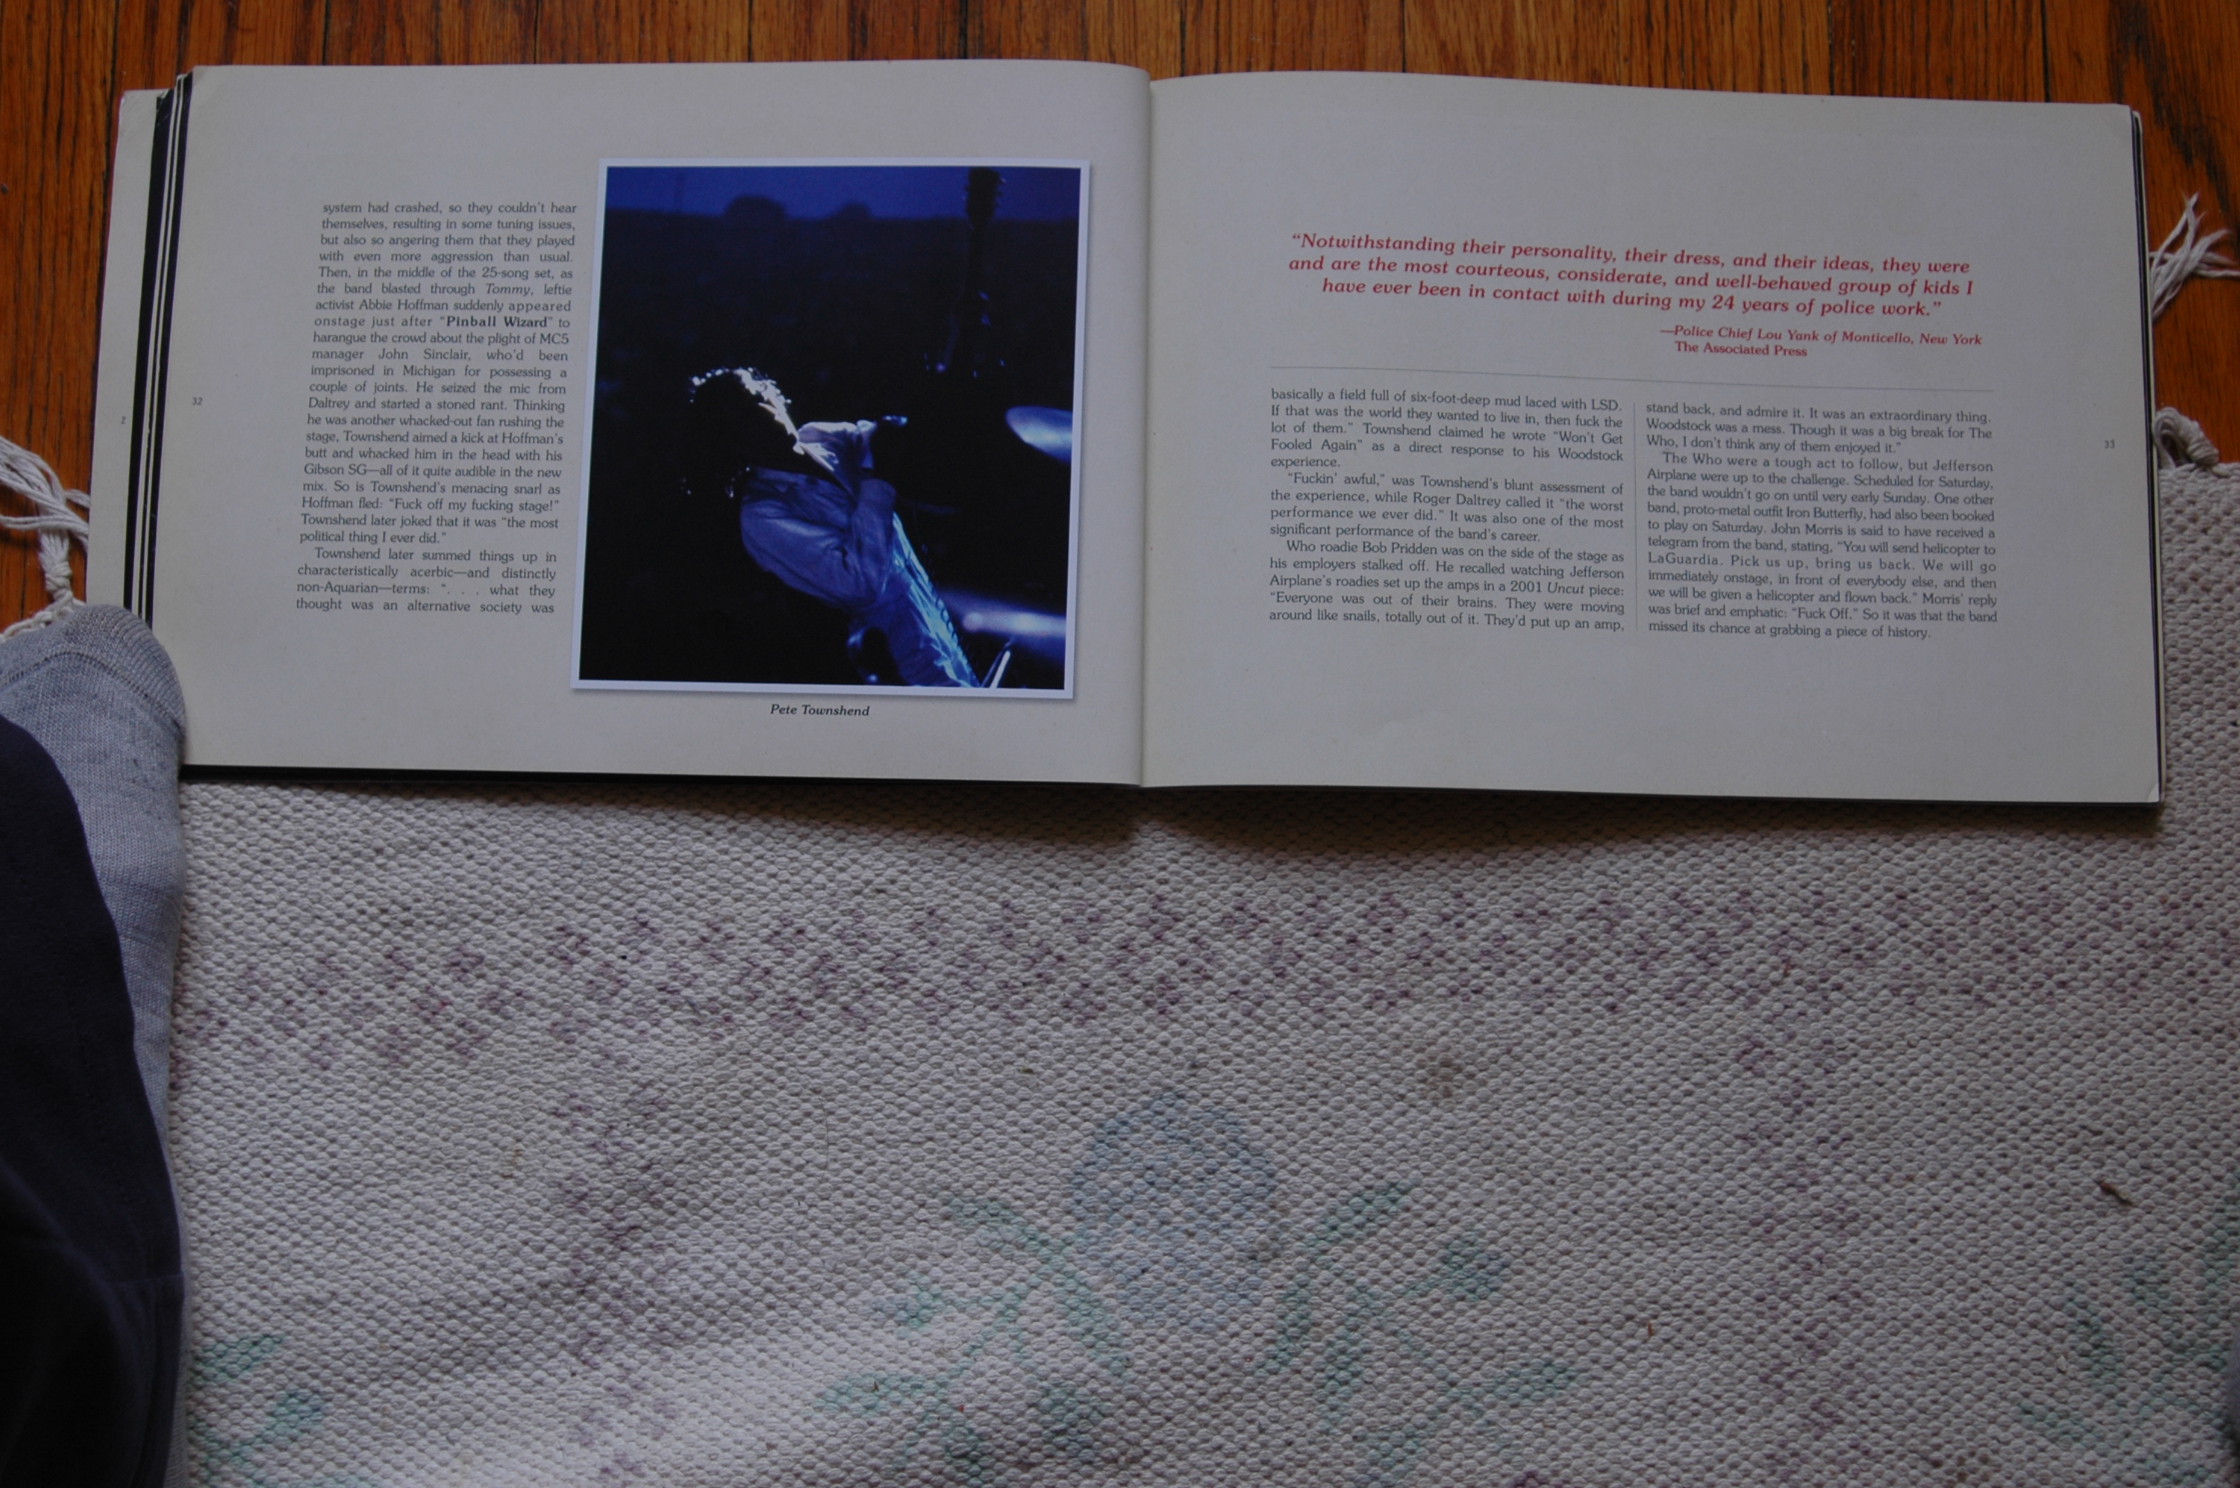 system had crashed, so they couldn't hear
themselves, resulting in some tuning issues,
but also so angering them that they played
with even more aggression than usual.
Then, in the middle of the 25-song set, as
the band blasted through Tommy, leftie
activist Abbie Hoffman suddenly appeared
onstage just after "Pinball Wizard" to
harangue the crowd about the plight of MC5
manager John Sinclair, who'd been
imprisoned in Michigan for possessing a
couple of joints. He seized the mic from
Daltrey and started a stoned rant. Thinking
he was another whacked-out fan rushing the
stage, Townshend aimed a kick at Hoffman's
butt and whacked him in the head with his
Gibson SG—all of it quite audible in the new
mix. So is Townshend's menacing snarl as
Hoffman fled: "Fuck off my fucking stage!"
Townshend later joked that it was "the most
political thing I ever did."
Townshend later summed things up in
characteristically acerbic—and distinctly
non-Aquarian—terms: ". . . what they
thought was an alternative society was
32
2
Pete Townshend
"Notwithstanding their personality, their dress, and their ideas, they were
and are the most courteous, considerate, and well-behaved group of kids I
have ever been in contact with during my 24 years of police work."
—Police Chief Lou Yank of Monticello, New York
The Associated Press
basically a field full of six-foot-deep mud laced with LSD.
If that was the world they wanted to live in, then fuck the
lot of them." Townshend claimed he wrote "Won't Get
Fooled Again" as a direct response to his Woodstock
experience.
"Fuckin' awful," was Townshend's blunt assessment of
the experience, while Roger Daltrey called it "the worst
performance we ever did." It was also one of the most
significant performance of the band's career.
Who roadie Bob Pridden was on the side of the stage as
his employers stalked off. He recalled watching Jefferson
Airplane's roadies set up the amps in a 2001 Uncut piece:
"Everyone was out of their brains. They were moving
around like snails, totally out of it. They'd put up an amp,
stand back, and admire it. It was an extraordinary thing.
Woodstock was a mess. Though it was a big break for The
Who, I don't think any of them enjoyed it."
The Who were a tough act to follow, but Jefferson
Airplane were up to the challenge. Scheduled for Saturday,
the band wouldn't go on until very early Sunday. One other
band, proto-metal outfit Iron Butterfly, had also been booked
to play on Saturday. John Morris is said to have received a
telegram from the band, stating, "You will send helicopter to
LaGuardia. Pick us up, bring us back. We will go
immediately onstage, in front of everybody else, and then
we will be given a helicopter and flown back." Morris' reply
was brief and emphatic: "Fuck Off." So it was that the band
missed its chance at grabbing a piece of history.
33